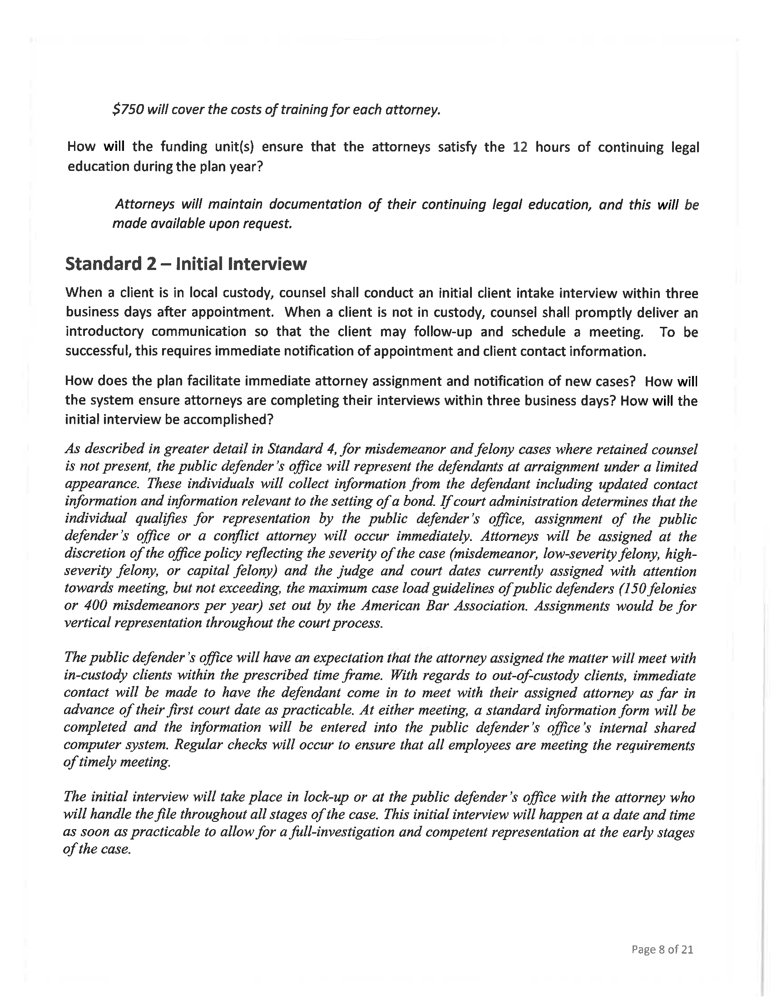 $750 will cover the costs of training for each attorney.
How will the funding unit(s) ensure that the attorneys satisfy the 12 hours of continuing legal
education during the plan year?
Attorneys will maintain documentation of their continuing legal education, and this will be
made available upon request.
Standard 2 – Initial Interview
When a client is in local custody, counsel shall conduct an initial client intake interview within three
business days after appointment. When a client is not in custody, counsel shall promptly deliver an
introductory communication so that the client may follow-up and schedule a meeting. To be
successful, this requires immediate notification of appointment and client contact information.
How does the plan facilitate immediate attorney assignment and notification of new cases? How will
the system ensure attorneys are completing their interviews within three business days? How will the
initial interview be accomplished?
As described in greater detail in Standard 4, for misdemeanor and felony cases where retained counsel
is not present, the public defender's office will represent the defendants at arraignment under a limited
appearance. These individuals will collect information from the defendant including updated contact
information and information relevant to the setting of a bond. If court administration determines that the
individual qualifies for representation by the public defender's office, assignment of the public
defender's office or a conflict attorney will occur immediately. Attorneys will be assigned at the
discretion of the office policy reflecting the severity of the case (misdemeanor, low-severity felony, high-
severity felony, or capital felony) and the judge and court dates currently assigned with attention
towards meeting, but not exceeding, the maximum case load guidelines of public defenders (150 felonies
or 400 misdemeanors per year) set out by the American Bar Association. Assignments would be for
vertical representation throughout the court process.
The public defender's office will have an expectation that the attorney assigned the matter will meet with
in-custody clients within the prescribed time frame. With regards to out-of-custody clients, immediate
contact will be made to have the defendant come in to meet with their assigned attorney as far in
advance of their first court date as practicable. At either meeting, a standard information form will be
completed and the information will be entered into the public defender's office's internal shared
computer system. Regular checks will occur to ensure that all employees are meeting the requirements
of timely meeting.
The initial interview will take place in lock-up or at the public defender's office with the attorney who
will handle the file throughout all stages of the case. This initial interview will happen at a date and time
as soon as practicable to allow for a full-investigation and competent representation at the early stages
of the case.
Page 8 of 21